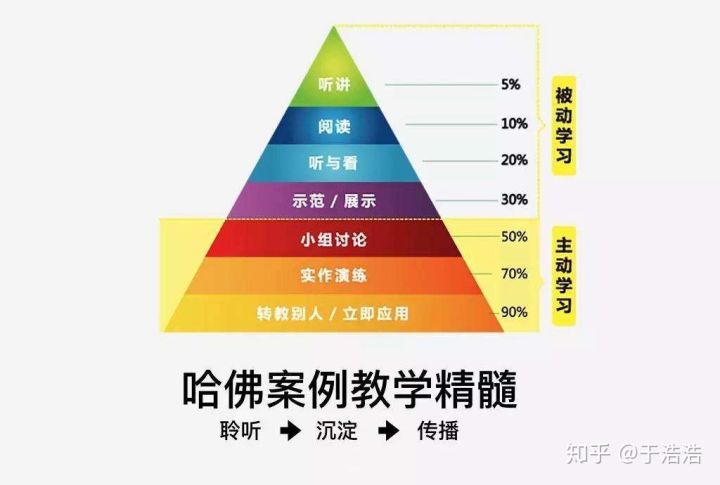 听讲 5%
阅读 10%
听与看 20%
示范 / 展示 30%
被动学习
小组讨论 50%
实作演练 70%
转教别人 / 立即应用 90%
主动学习
哈佛案例教学精髓
聆听 → 沉淀 → 传播
知乎 @于浩浩